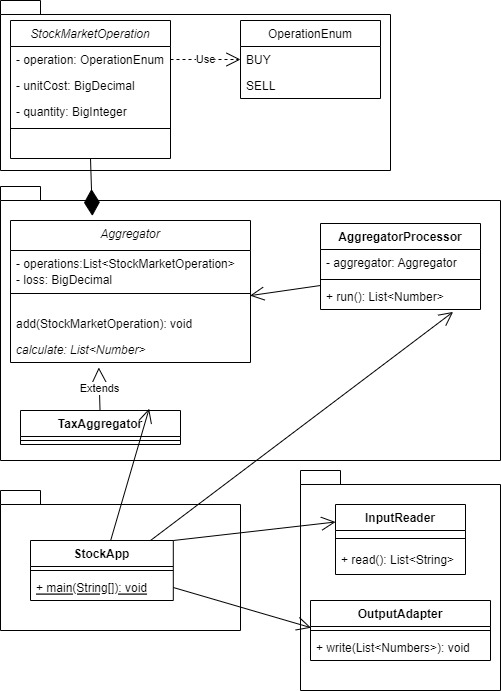 StockMarketOperation
- operation: OperationEnum
- unitCost: BigDecimal
- quantity: BigInteger
Use
OperationEnum
BUY
SELL
Aggregator
- operations:List<StockMarketOperation>
- loss: BigDecimal
add(StockMarketOperation): void
calculate: List<Number>
AggregatorProcessor
- aggregator: Aggregator
+ run(): List<Number>
Extends
TaxAggregator
StockApp
+ main(String[]): void
InputReader
+ read(): List<String>
OutputAdapter
+ write(List<Numbers>): void